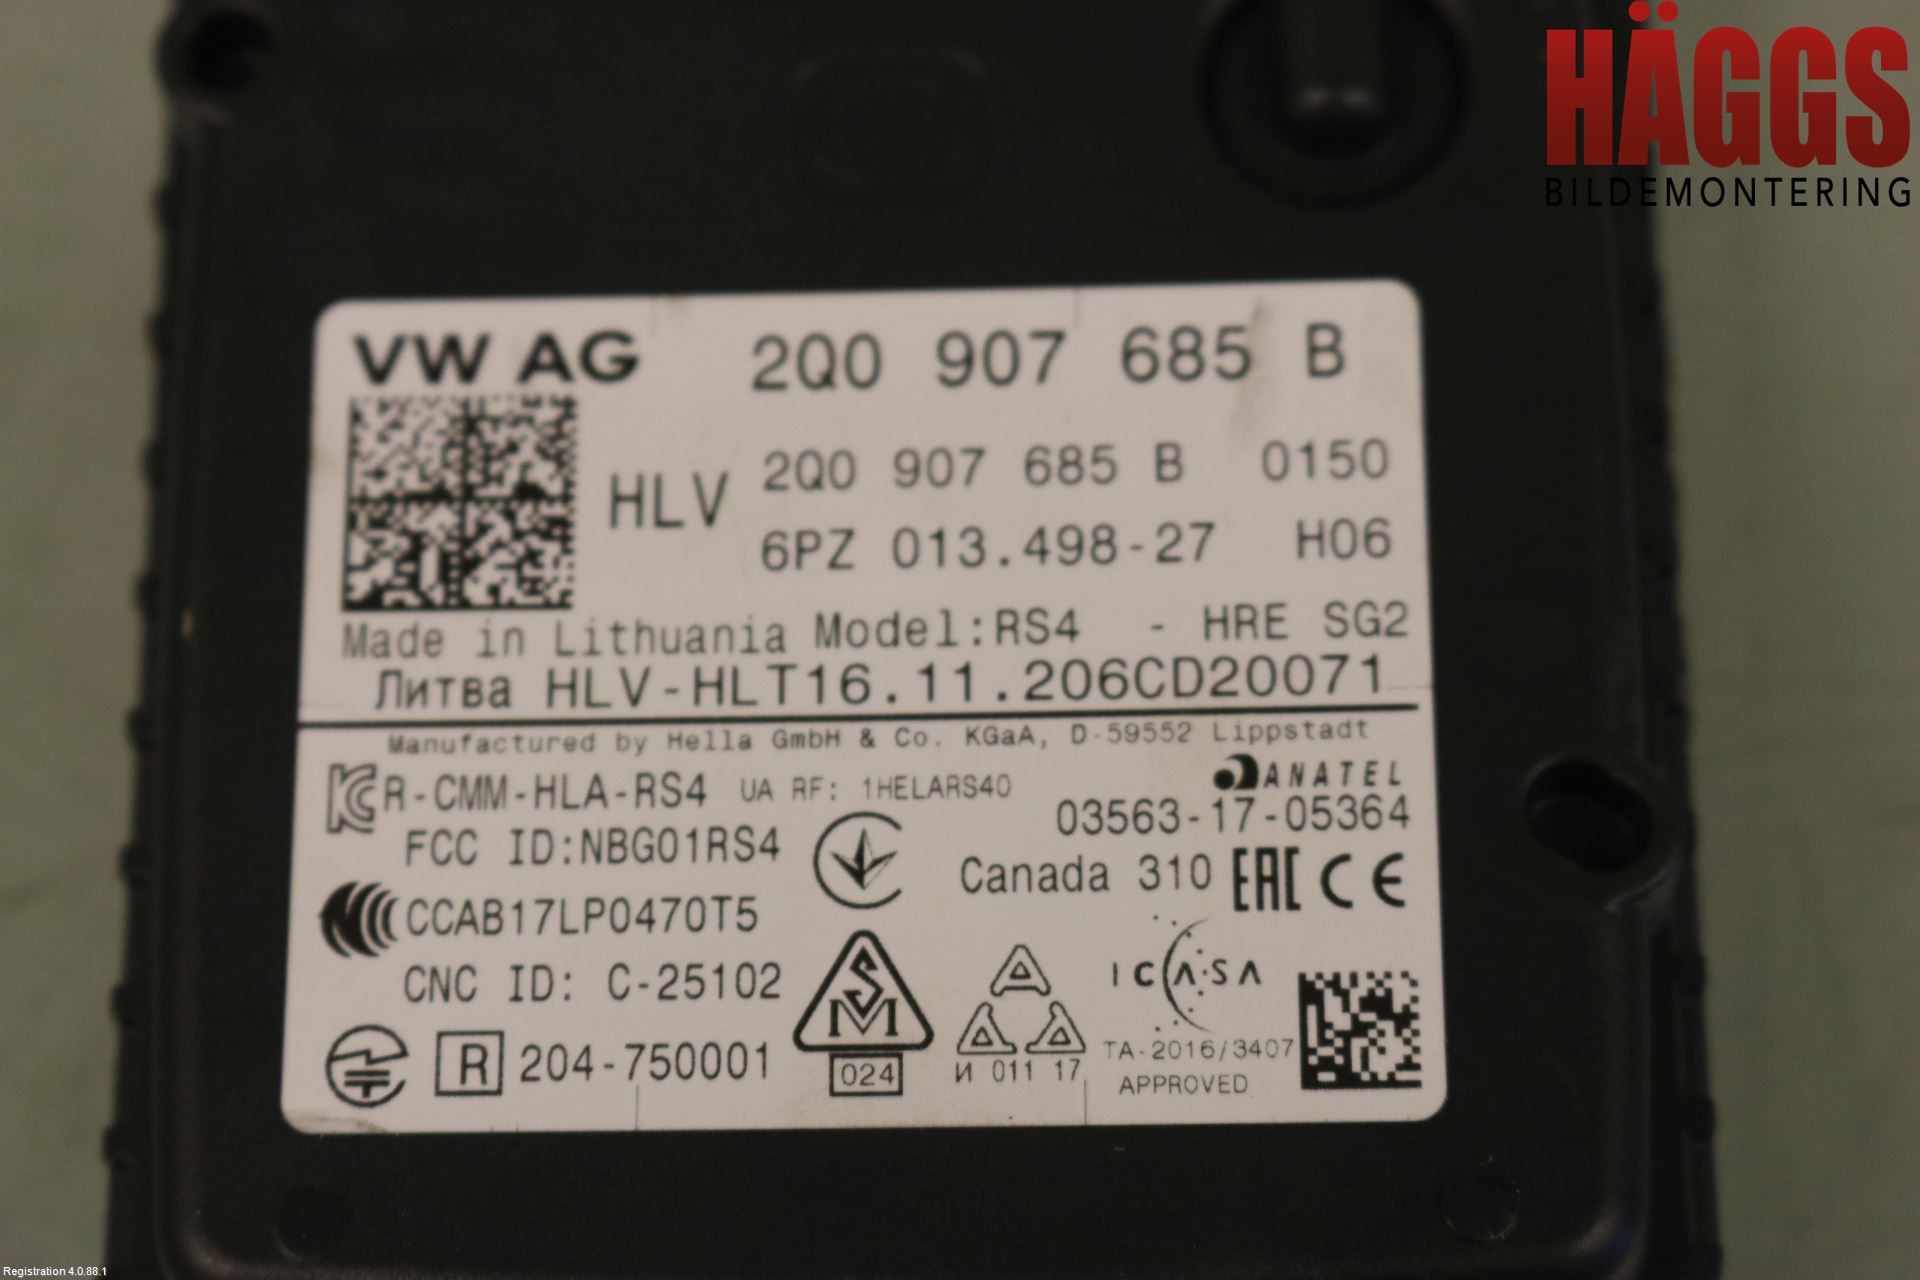 HÄGGS
BILDEMONTERING
VW AG 2Q0 907 685 B
HLV 2Q0 907 685 B 0150
6PZ 013.498-27 H06
Made in Lithuania Model:RS4 - HRE SG2
Литва HLV-HLT16.11.206CD20071
Manufactured by Hella GmbH & Co. KGaA, D-59552 Lippstadt
R-CMM-HLA-RS4 UA RF: 1HELARS40 ANATEL
03563-17-05364
FCC ID:NBG01RS4
Canada 310 EAC CE
CCAB17LP0470T5
CNC ID: C-25102
SM
ICASA
R 204-750001
024
И 011 17
TA-2016/3407
APPROVED
Registration 4.0.88.1